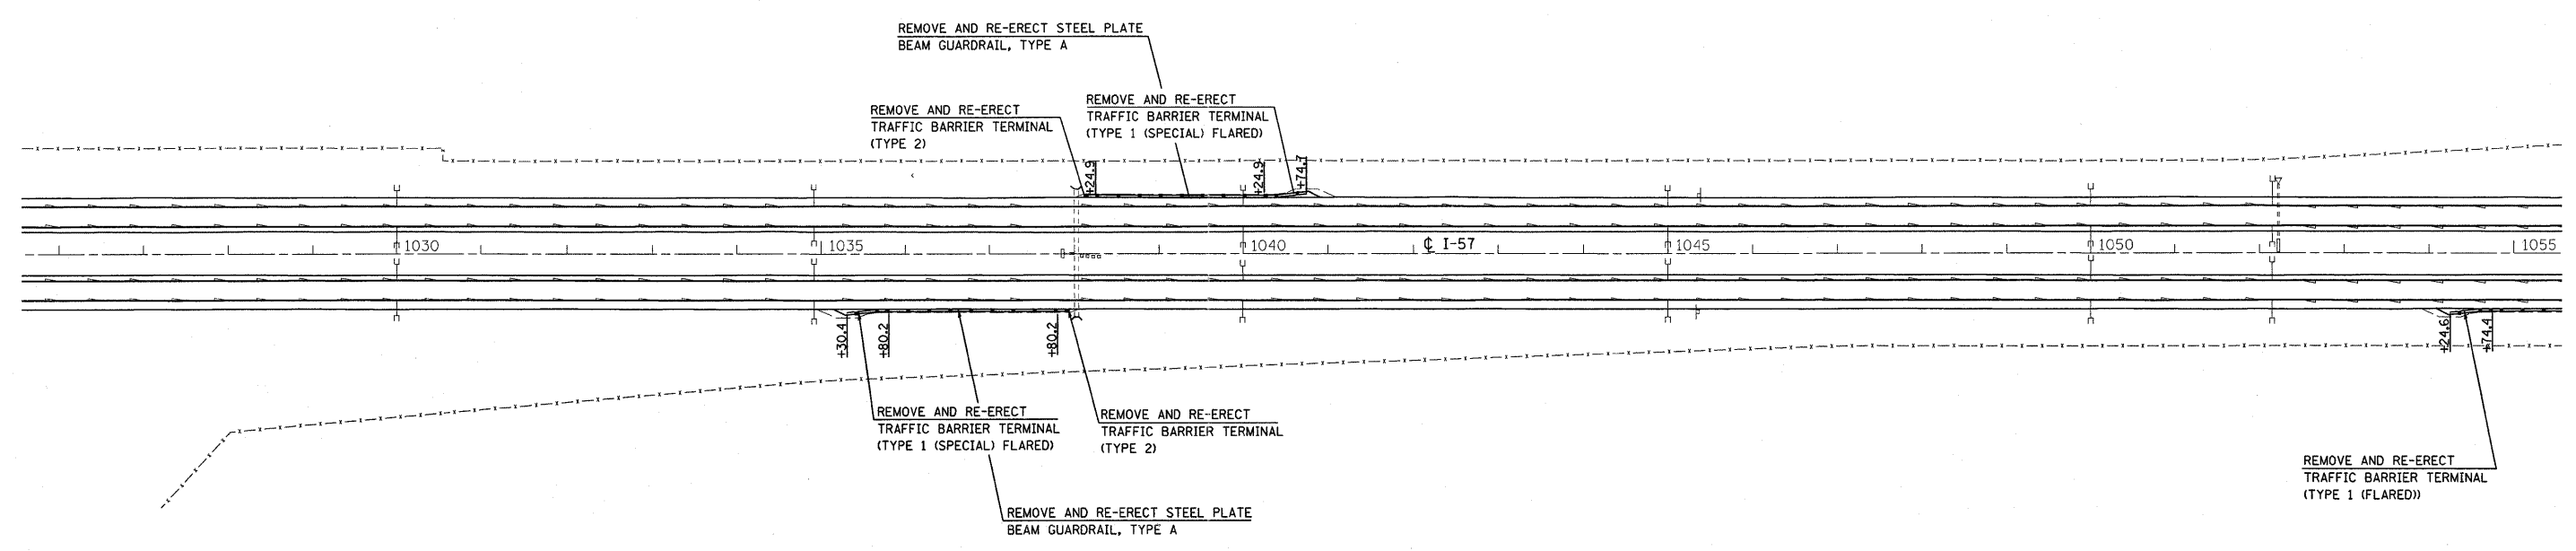 REMOVE AND RE-ERECT STEEL PLATE
BEAM GUARDRAIL, TYPE A
REMOVE AND RE-ERECT
TRAFFIC BARRIER TERMINAL
(TYPE 2)
REMOVE AND RE-ERECT
TRAFFIC BARRIER TERMINAL
(TYPE 1 (SPECIAL) FLARED)
+24.9
+24.9
+74.7
1030
1035
1040
℄ I-57
1045
1050
1055
+30.4
+80.2
+80.2
+24.6
+74.4
REMOVE AND RE-ERECT
TRAFFIC BARRIER TERMINAL
(TYPE 1 (SPECIAL) FLARED)
REMOVE AND RE-ERECT
TRAFFIC BARRIER TERMINAL
(TYPE 2)
REMOVE AND RE-ERECT
TRAFFIC BARRIER TERMINAL
(TYPE 1 (FLARED))
REMOVE AND RE-ERECT STEEL PLATE
BEAM GUARDRAIL, TYPE A